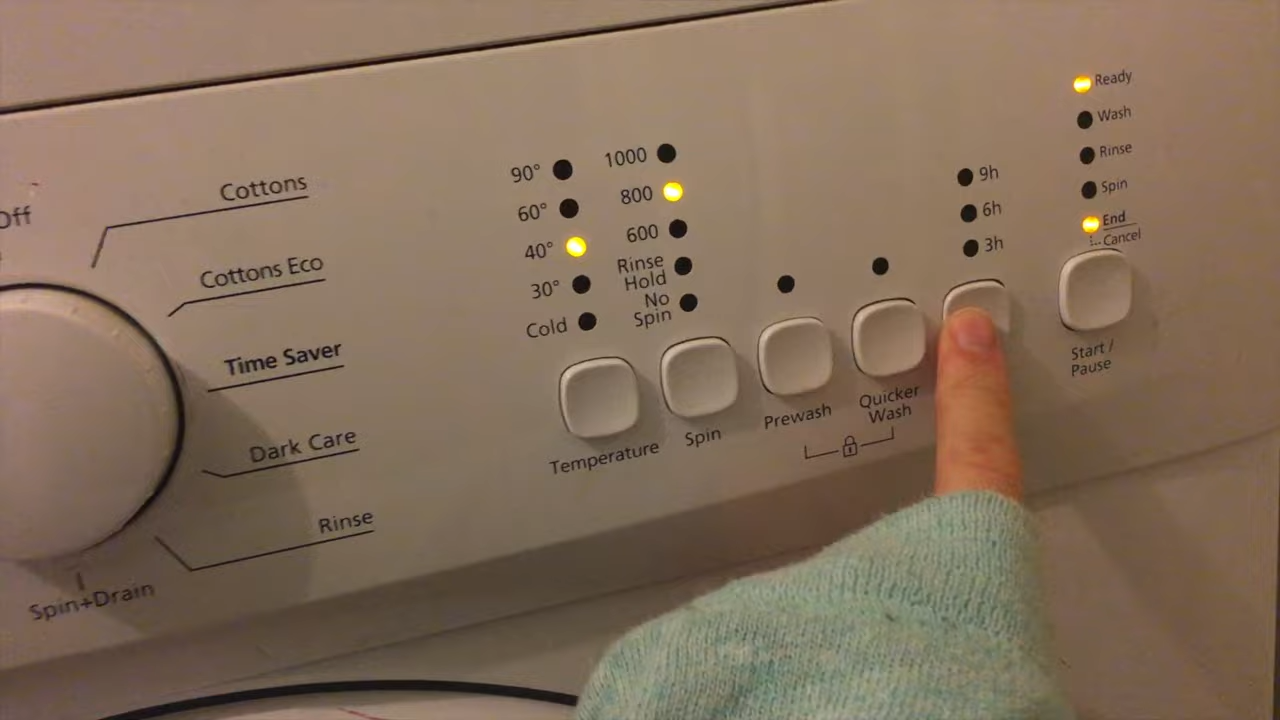 Off
Cottons
Cottons Eco
Time Saver
Dark Care
Rinse
Spin+Drain
90°
60°
40°
30°
Cold
Temperature
1000
800
600
Rinse
Hold
No
Spin
Spin
Prewash
Quicker
Wash
9h
6h
3h
Ready
Wash
Rinse
Spin
End
Cancel
Start /
Pause